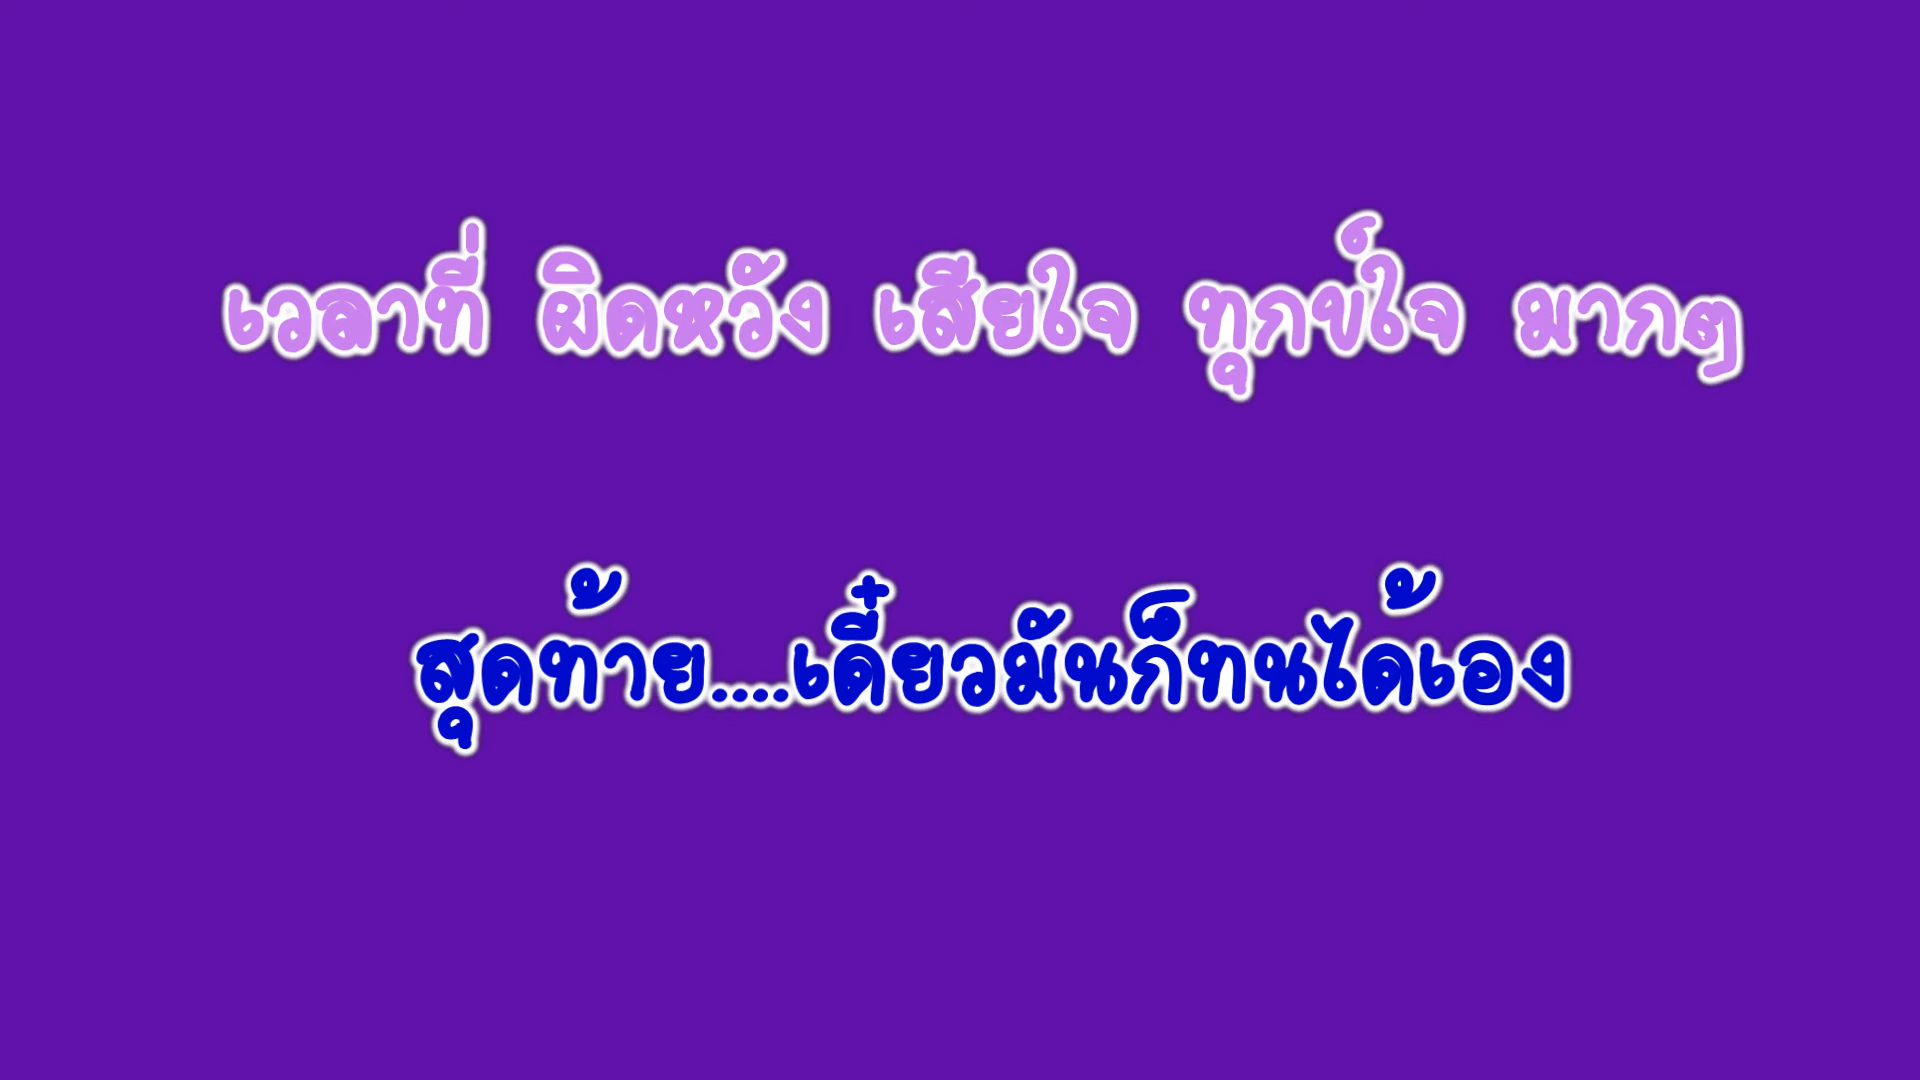 เวลาที่ ผิดหวัง เสียใจ ทุกข์ใจ มากๆ
สุดท้าย....เดี๋ยวมันก็ทนได้เอง